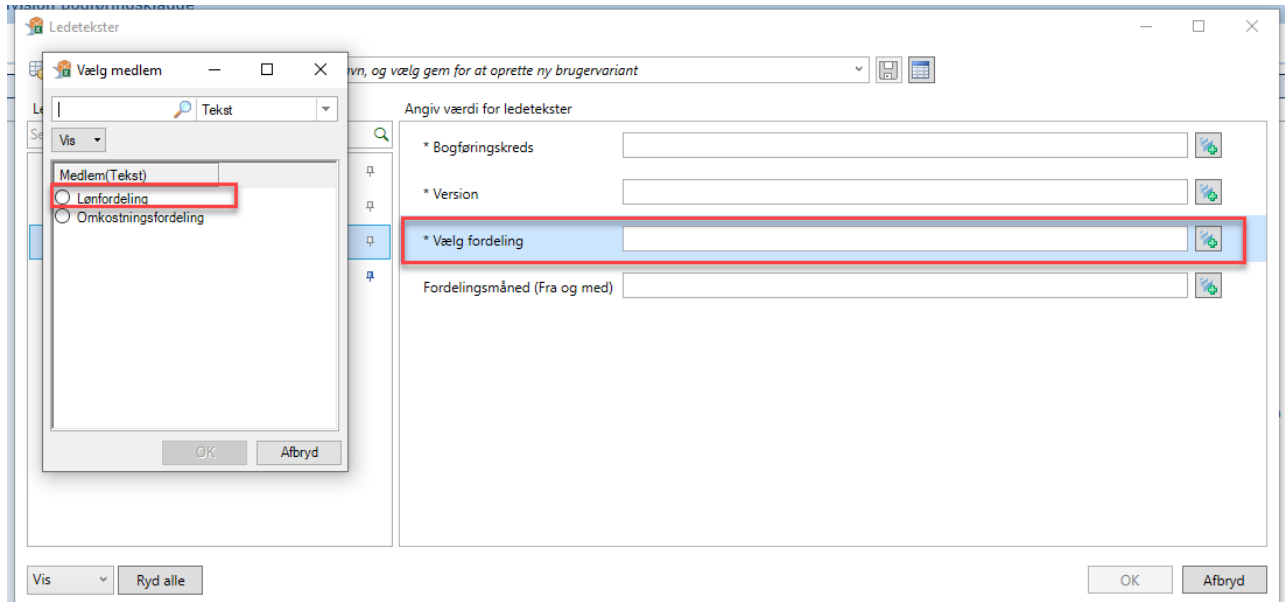 Ledetekster
Vælg medlem
vn, og vælg gem for at oprette ny brugervariant
Tekst
Vis
Medlem(Tekst)
Lønfordeling
Omkostningsfordeling
OK
Afbryd
Angiv værdi for ledetekster
* Bogføringskreds
* Version
* Vælg fordeling
Fordelingsmåned (Fra og med)
Vis
Ryd alle
OK
Afbryd